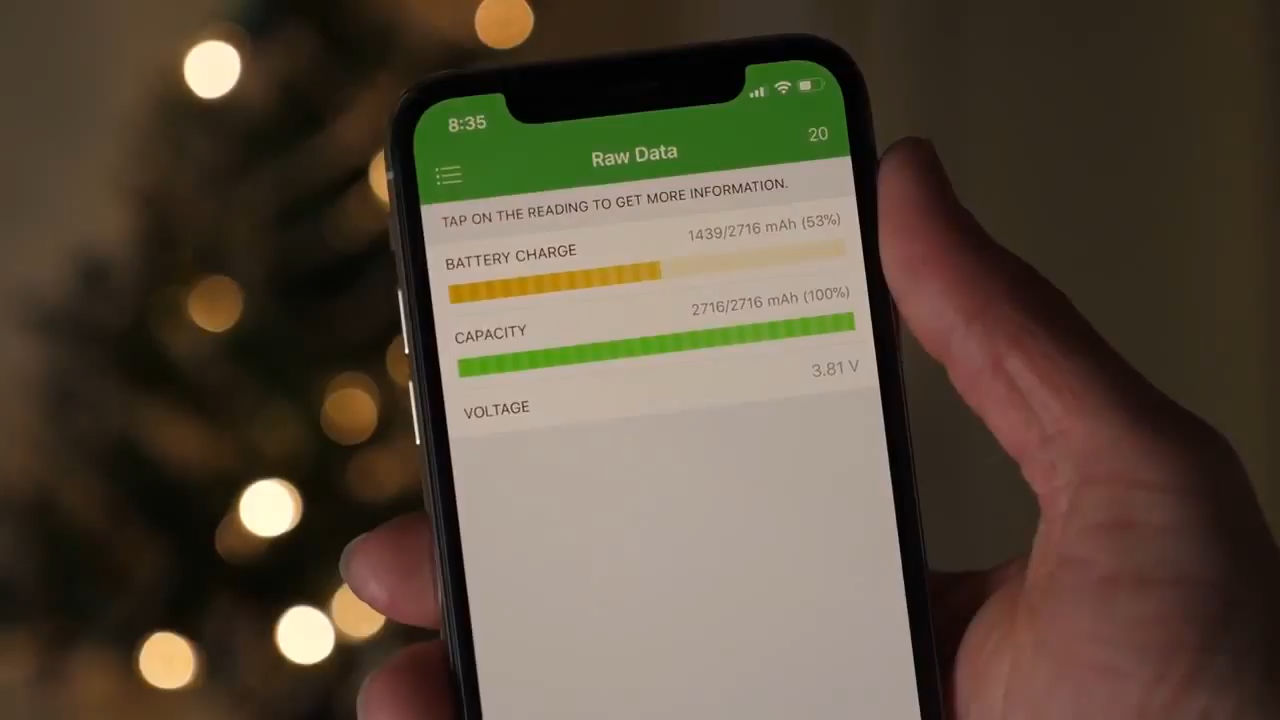 8:35
Raw Data
20
TAP ON THE READING TO GET MORE INFORMATION.
BATTERY CHARGE 1439/2716 mAh (53%)
CAPACITY 2716/2716 mAh (100%)
VOLTAGE 3.81 V